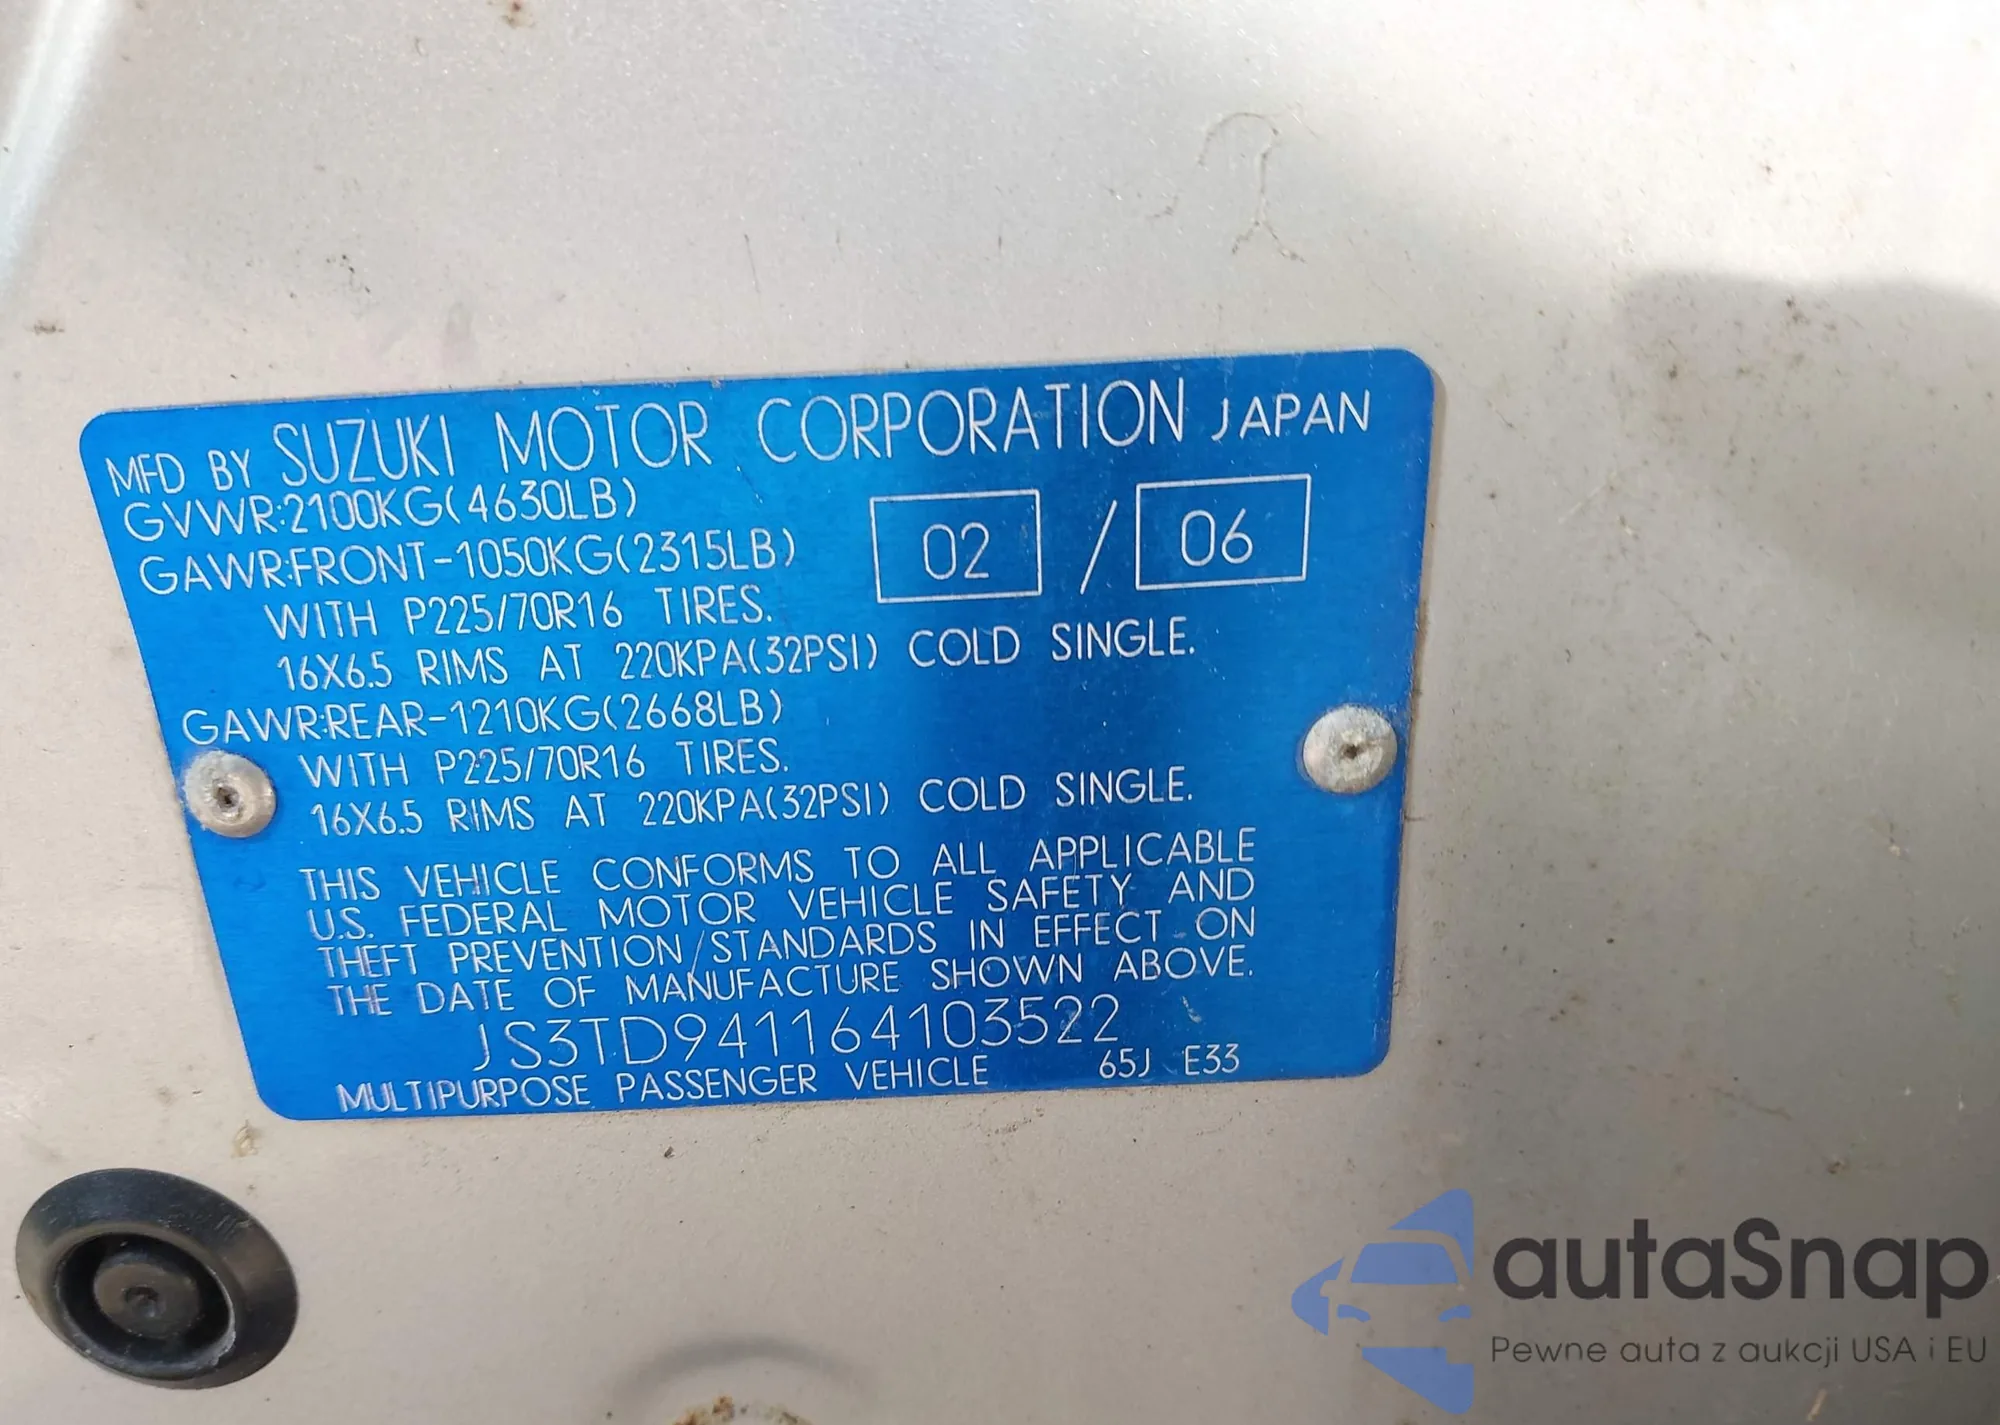 MFD BY SUZUKI MOTOR CORPORATION JAPAN
GVWR:2100KG(4630LB)
GAWR:FRONT-1050KG(2315LB)
02 / 06
WITH P225/70R16 TIRES.
16X6.5 RIMS AT 220KPA(32PSI) COLD SINGLE.
GAWR:REAR-1210KG(2668LB)
WITH P225/70R16 TIRES.
16X6.5 RIMS AT 220KPA(32PSI) COLD SINGLE.
THIS VEHICLE CONFORMS TO ALL APPLICABLE
U.S. FEDERAL MOTOR VEHICLE SAFETY AND
THEFT PREVENTION STANDARDS IN EFFECT ON
THE DATE OF MANUFACTURE SHOWN ABOVE.
JS3TD941164103522
MULTIPURPOSE PASSENGER VEHICLE 65J E33
autaSnap
Pewne auta z aukcji USA i EU